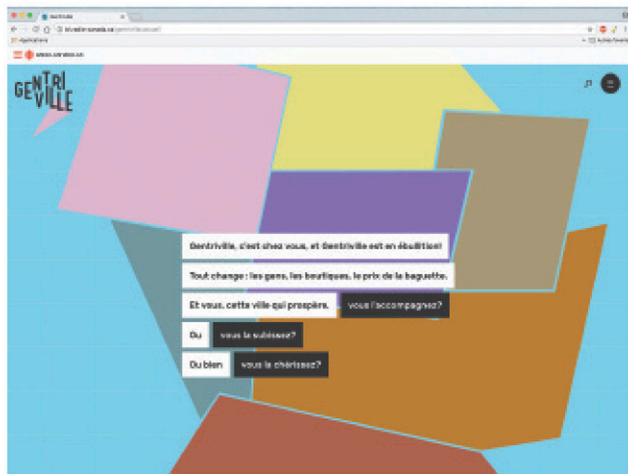 Gentriville
Applications
GENTRI
VILLE
Gentriville, c'est chez vous, et Gentriville est en ébullition!
Tout change : les gens, les boutiques, le prix de la baguette.
Et vous, cette ville qui prospère, vous l'accompagnez?
Ou vous la subissez?
Ou bien vous la chérissez?